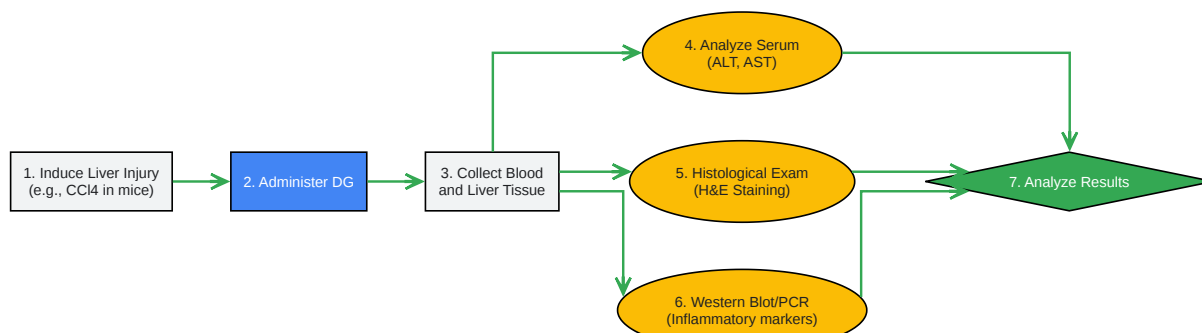 4. Analyze Serum
(ALT, AST)
1. Induce Liver Injury
(e.g., CCl4 in mice)
2. Administer DG
3. Collect Blood
and Liver Tissue
5. Histological Exam
(H&E Staining)
7. Analyze Results
6. Western Blot/PCR
(Inflammatory markers)